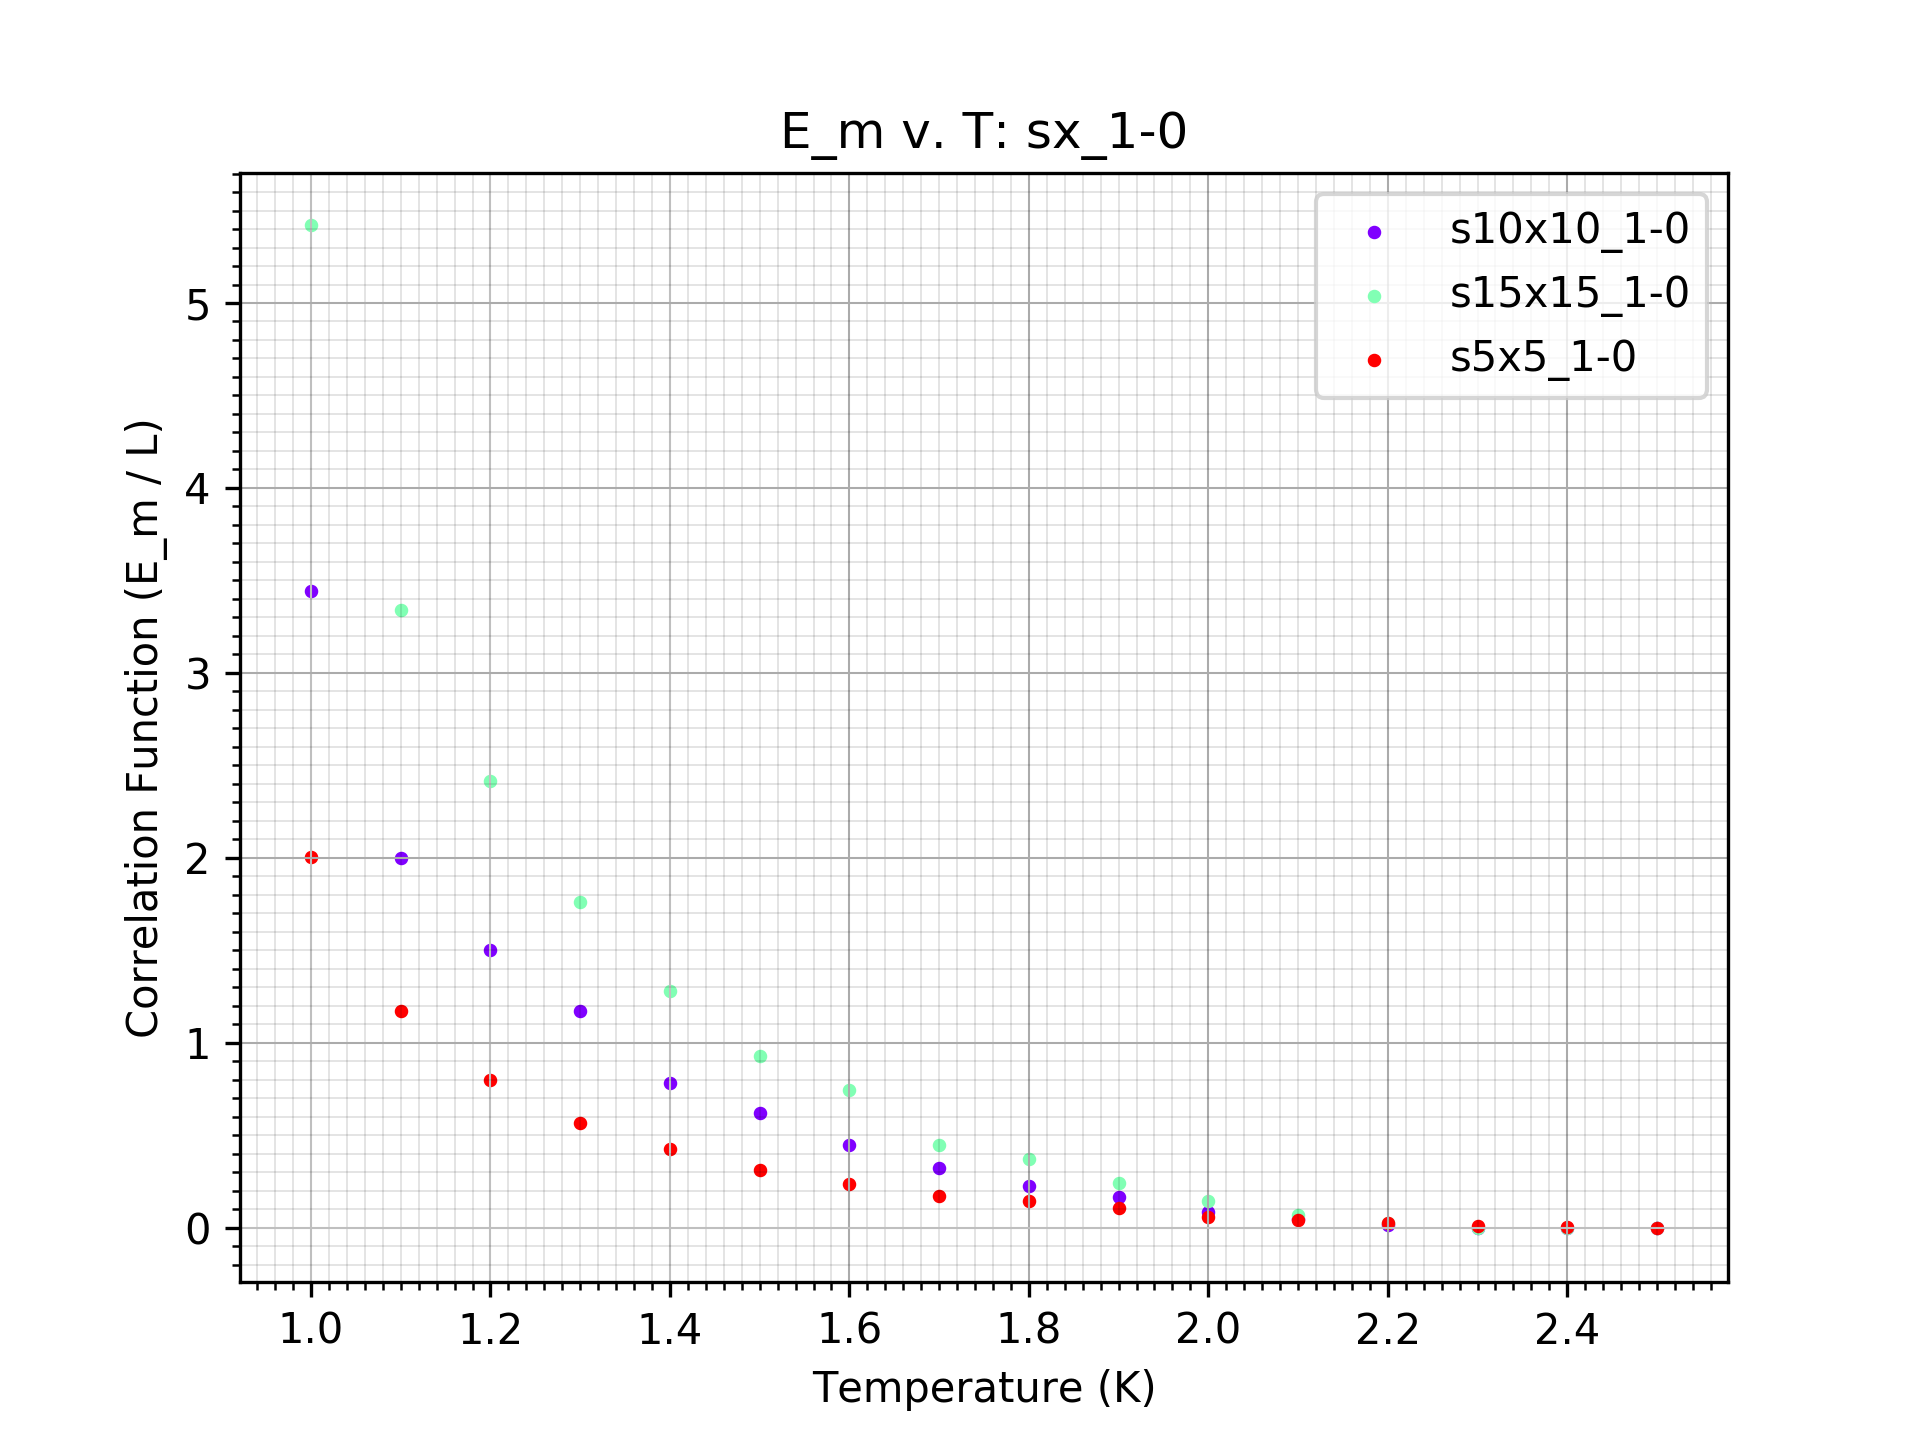 E_m v. T: sx_1-0
s10x10_1-0
s15x15_1-0
s5x5_1-0
Correlation Function (E_m / L)
5
4
3
2
1
0
1.0 1.2 1.4 1.6 1.8 2.0 2.2 2.4
Temperature (K)